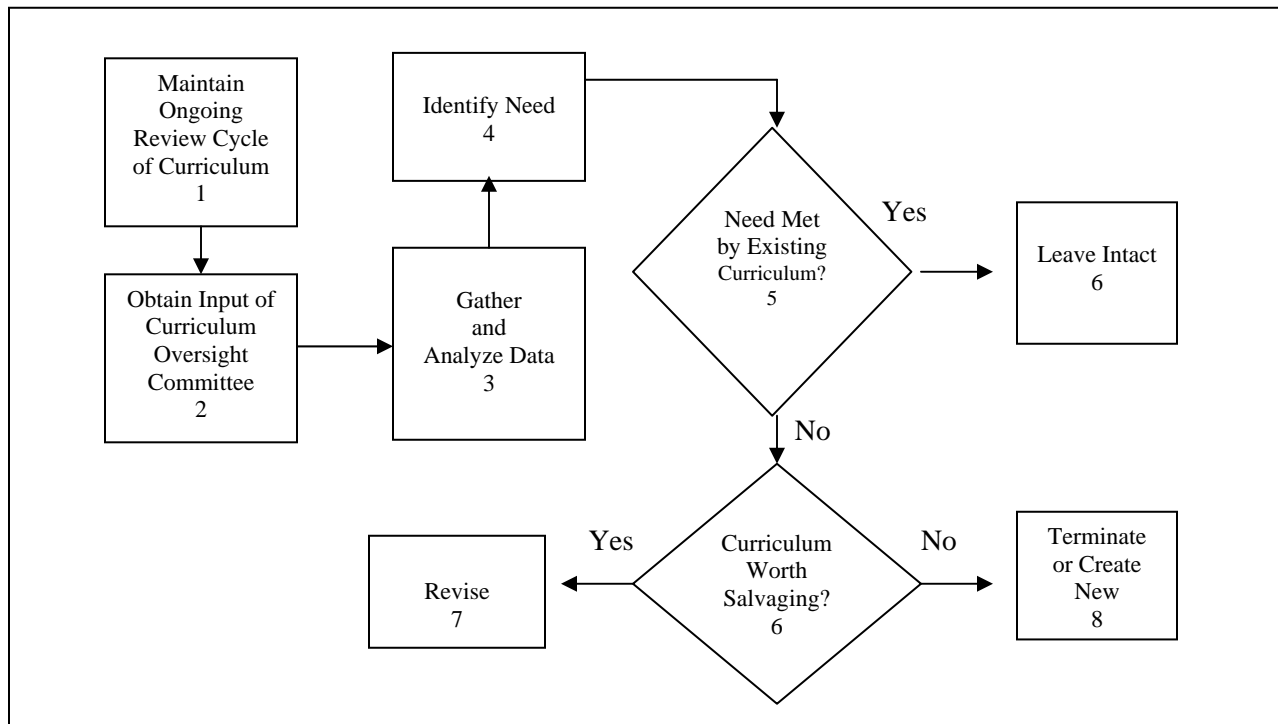 Maintain
Ongoing
Review Cycle
of Curriculum
1
Obtain Input of
Curriculum
Oversight
Committee
2
Gather
and
Analyze Data
3
Identify Need
4
Need Met
by Existing
Curriculum?
5
Yes
Leave Intact
6
No
Curriculum
Worth
Salvaging?
6
Yes
Revise
7
No
Terminate
or Create
New
8